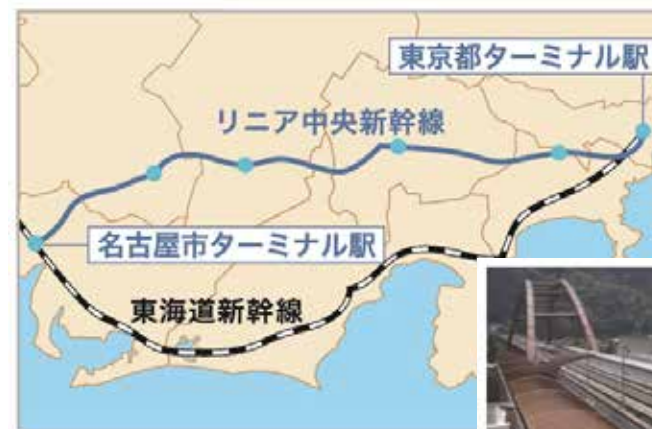 東京都ターミナル駅
リニア中央新幹線
名古屋市ターミナル駅
東海道新幹線